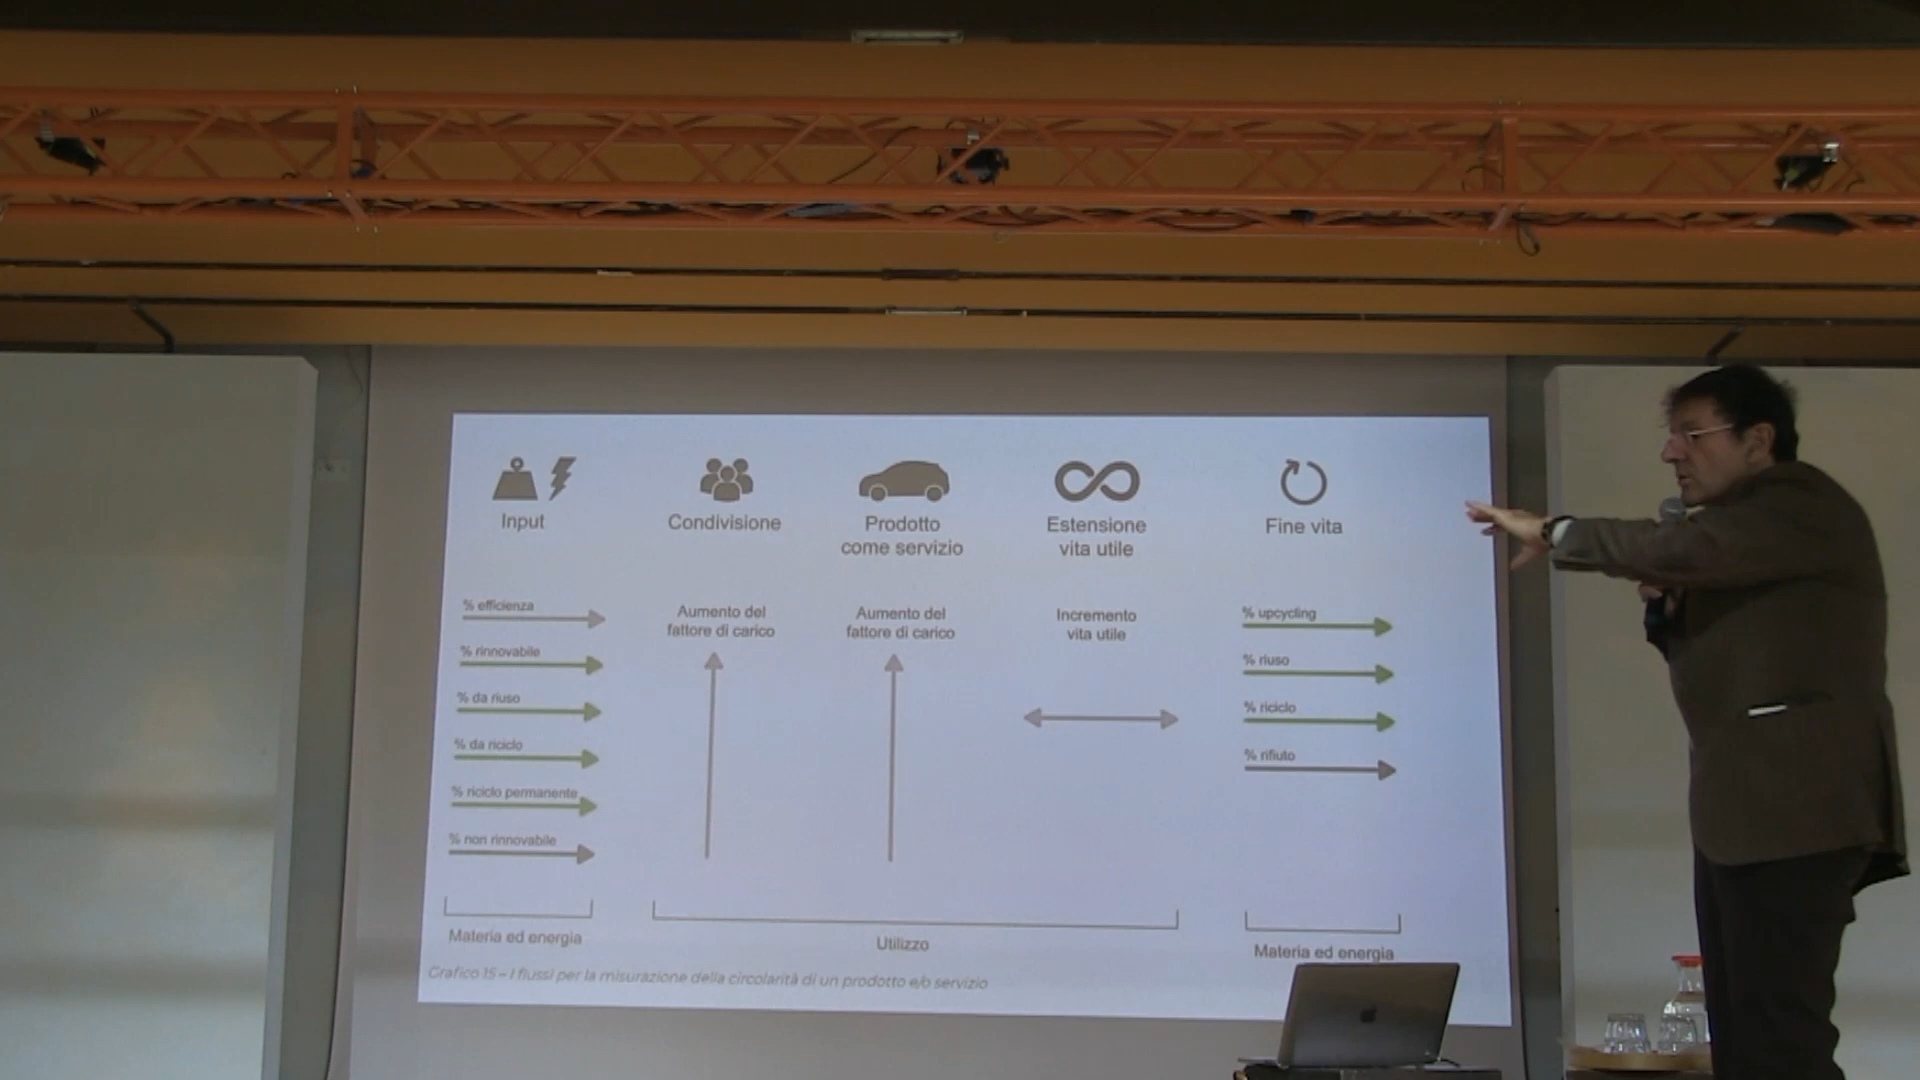 Input
Condivisione
Prodotto
come servizio
Estensione
vita utile
Fine vita
% efficienza
% rinnovabile
% da riuso
% da riciclo
% riciclo permanente
% non rinnovabile
Aumento del
fattore di carico
Aumento del
fattore di carico
Incremento
vita utile
% upcycling
% riuso
% riciclo
% rifiuto
Materia ed energia
Utilizzo
Materia ed energia
Grafico 15 – I flussi per la misurazione della circolarità di un prodotto e/o servizio